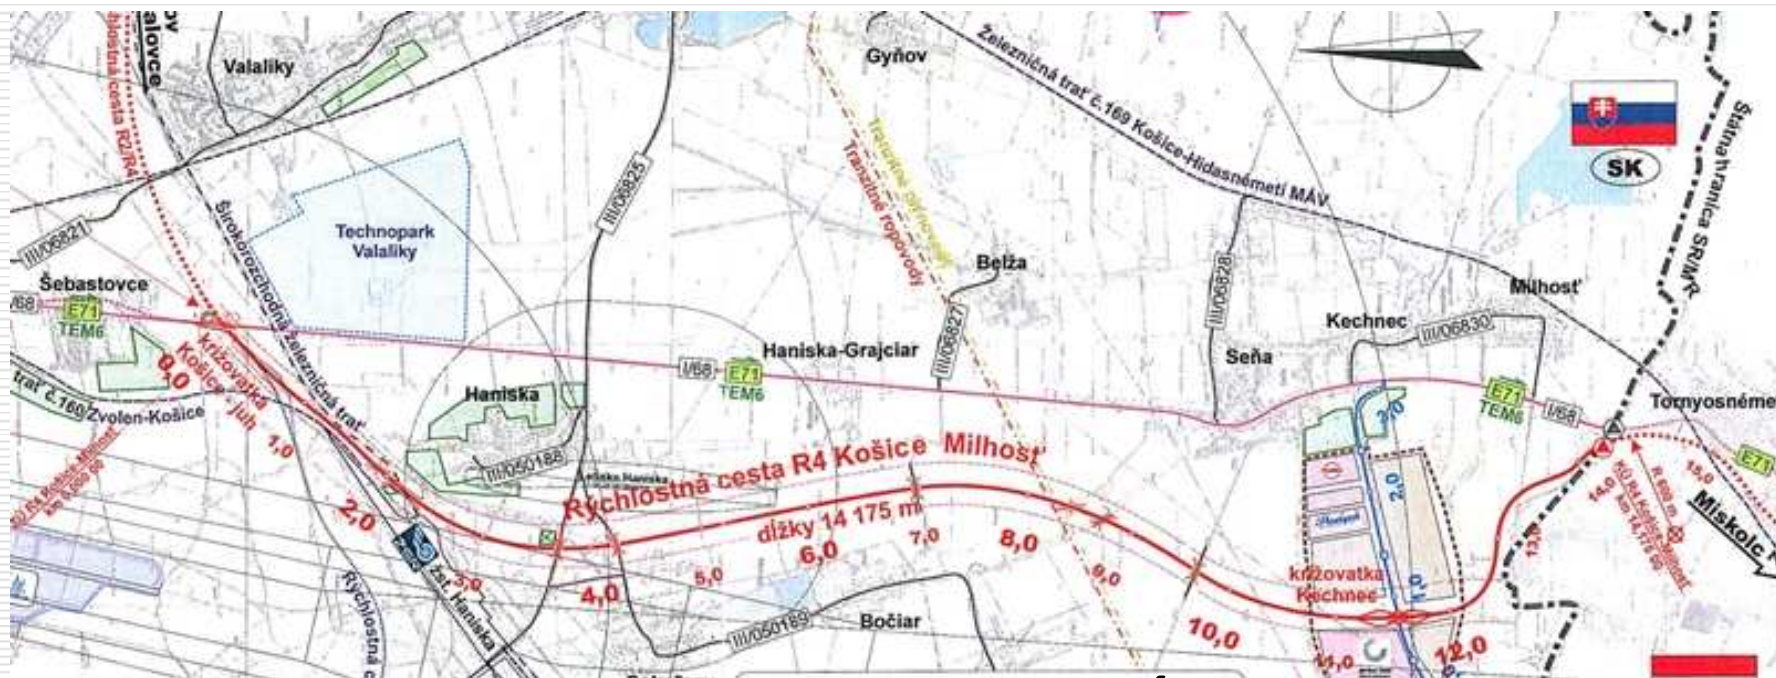 Valaliky
Gyňov
Železničná trať č.169 Košice-Hidasnémeti MÁV
Štátna hranica SR/MR
SK
III/06825
III/06821
Širokorozchodná železničná trať
Technopark
Valaliky
Tranzitné ropovody
Belža
III/06828
Milhosť
Šebastovce
/68
E71
TEM6
III/06827
Kechnec
III/06830
križovatka
Košice - juh
0,0
Haniska-Grajciar
Seňa
I/68
E71
TEM6
Haniska
E71
TEM6
I/68
Tornyosnéme
trať č.160 Zvolen-Košice
1,0
III/050188
E71
Rýchlostná cesta R4 Košice Milhosť
dĺžky 14 175 m
2,0
3,0
2,0
1,0
15,0
14,0
13,0
R 600 m
Miskolc
žst. Haniska
3,0
4,0
5,0
6,0
7,0
8,0
9,0
10,0
križovatka
Kechnec
11,0
12,0
III/050189
Bočiar